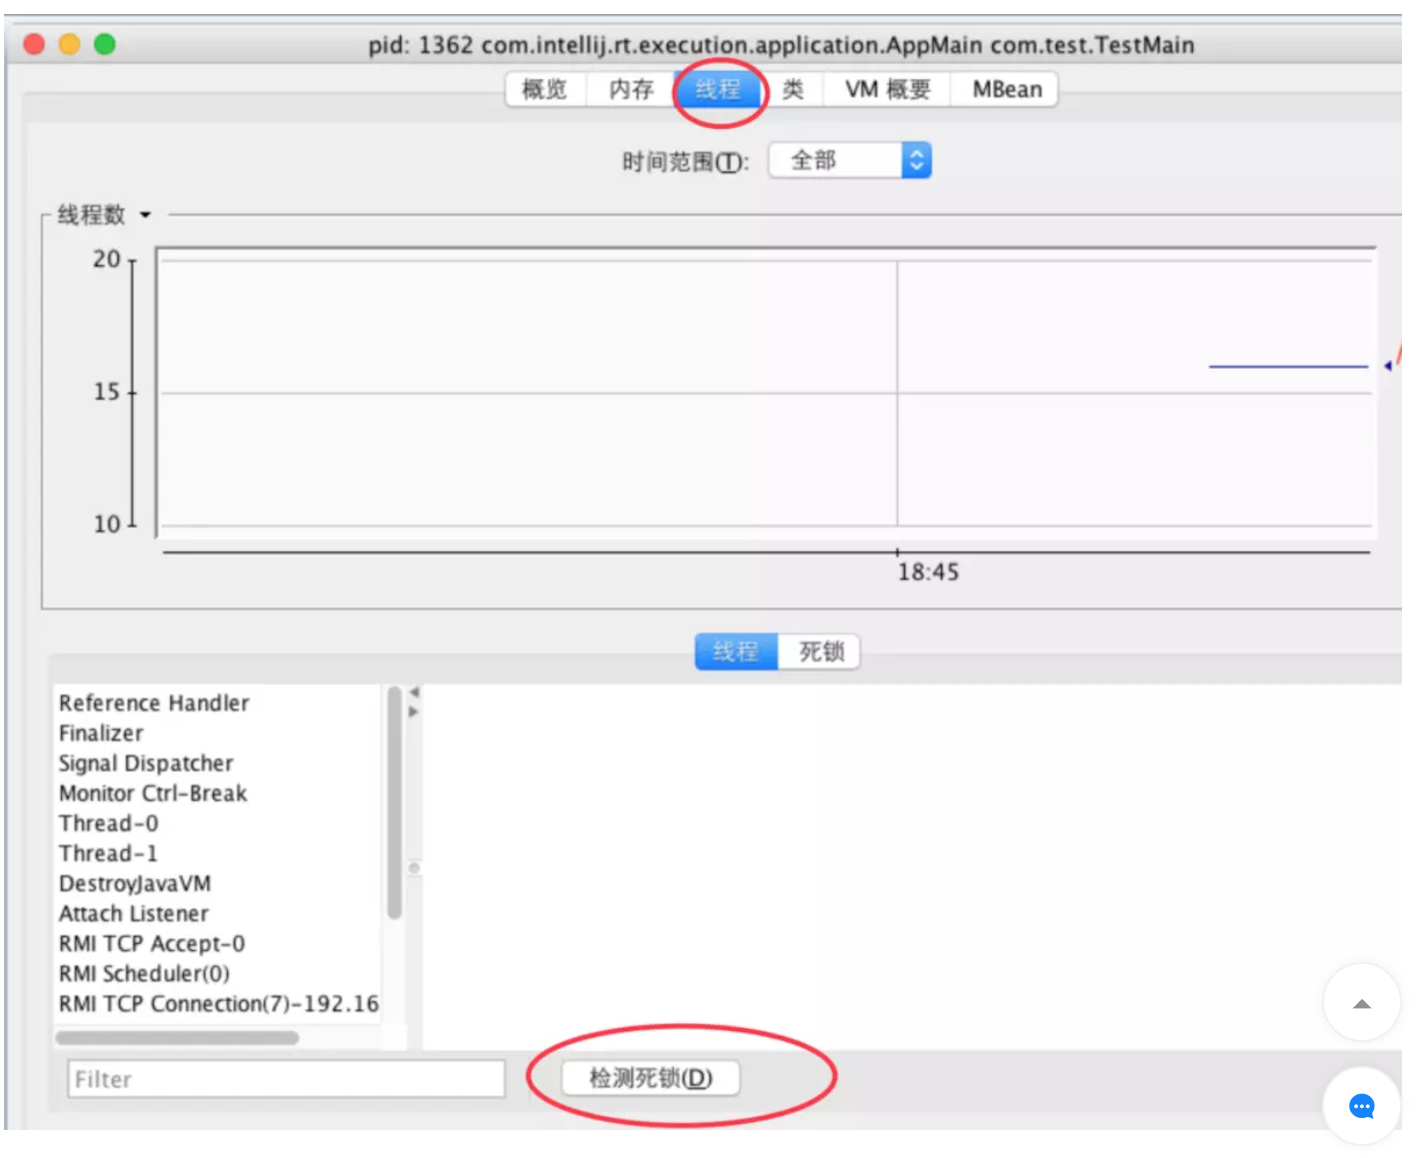 pid: 1362 com.intellij.rt.execution.application.AppMain com.test.TestMain
概览 内存 线程 类 VM 概要 MBean
时间范围(T): 全部
线程数
20
15
10
18:45
线程 死锁
Reference Handler
Finalizer
Signal Dispatcher
Monitor Ctrl-Break
Thread-0
Thread-1
DestroyJavaVM
Attach Listener
RMI TCP Accept-0
RMI Scheduler(0)
RMI TCP Connection(7)-192.16
Filter 检测死锁(D)